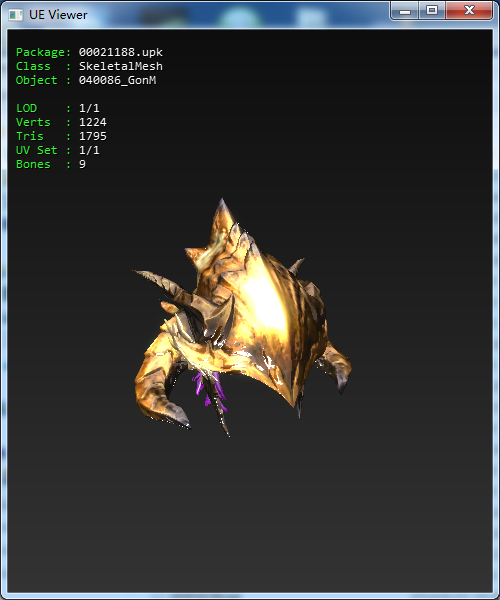 UE Viewer
Package: 00021188.upk
Class : SkeletalMesh
Object : 040086_GonM
LOD : 1/1
Verts : 1224
Tris : 1795
UV Set : 1/1
Bones : 9